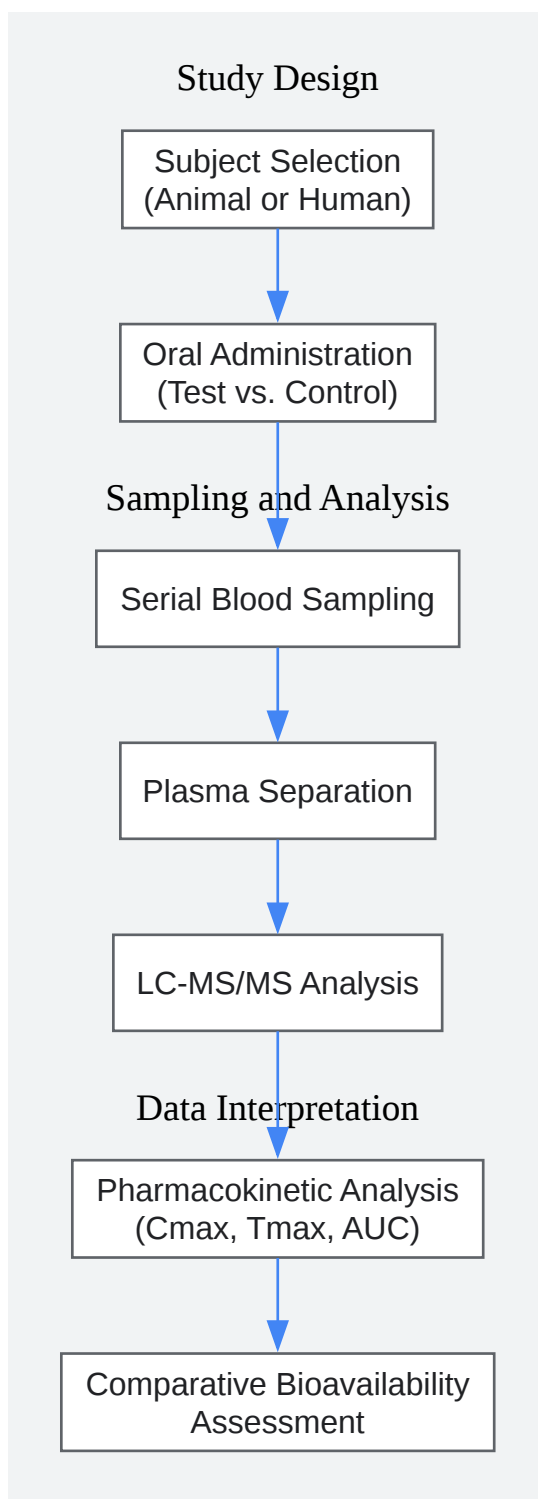 Study Design
Subject Selection
(Animal or Human)
Oral Administration
(Test vs. Control)
Sampling and Analysis
Serial Blood Sampling
Plasma Separation
LC-MS/MS Analysis
Data Interpretation
Pharmacokinetic Analysis
(Cmax, Tmax, AUC)
Comparative Bioavailability
Assessment